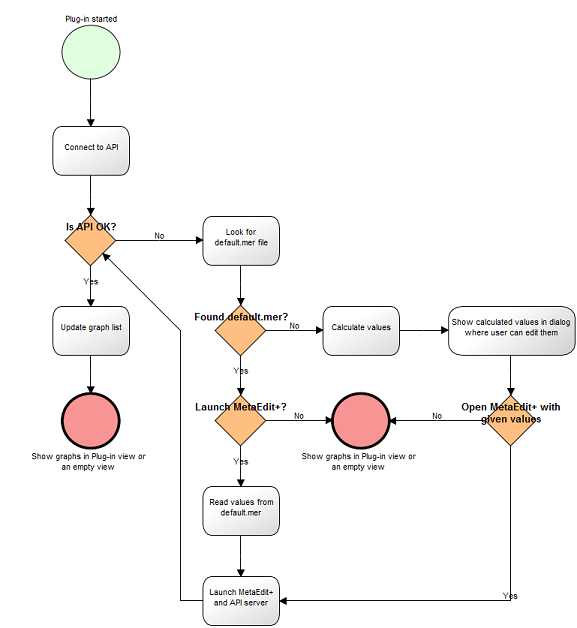 Plug-in started
Connect to API
Is API OK?
No
Look for
default.mer file
Yes
Found default.mer?
No
Update graph list
Calculate values
Show calculated values in dialog
where user can edit them
Yes
Launch MetaEdit+?
No
No
Open MetaEdit+ with
given values
Show graphs in Plug-in view or
an empty view
Show graphs in Plug-in view or
an empty view
Yes
Read values from
default.mer
Launch MetaEdit+
and API server
Yes